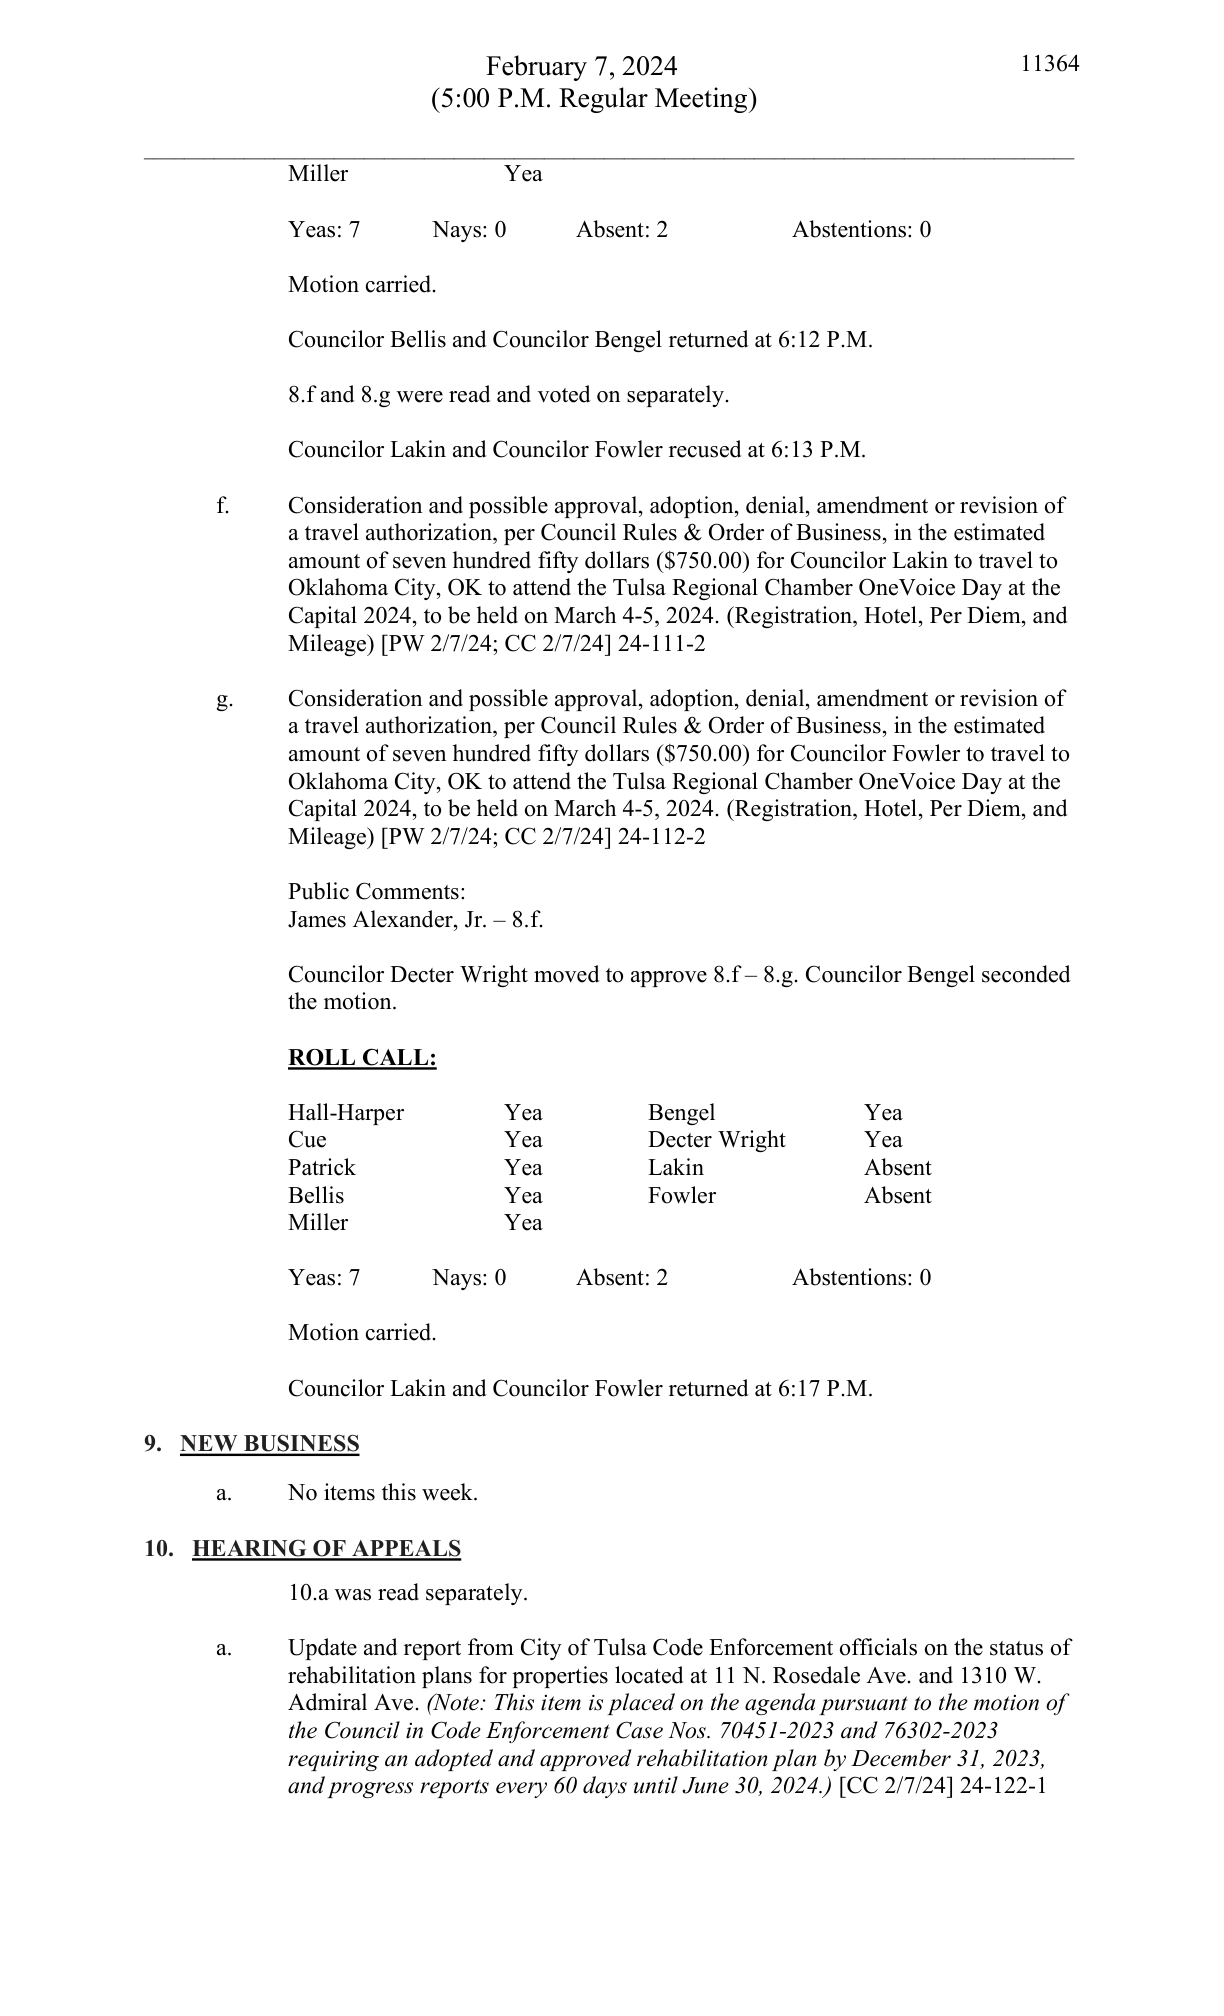 February 7, 2024
11364
(5:00 P.M. Regular Meeting)
Miller Yea
Yeas: 7 Nays: 0 Absent: 2 Abstentions: 0
Motion carried.
Councilor Bellis and Councilor Bengel returned at 6:12 P.M.
8.f and 8.g were read and voted on separately.
Councilor Lakin and Councilor Fowler recused at 6:13 P.M.
f. Consideration and possible approval, adoption, denial, amendment or revision of
a travel authorization, per Council Rules & Order of Business, in the estimated
amount of seven hundred fifty dollars ($750.00) for Councilor Lakin to travel to
Oklahoma City, OK to attend the Tulsa Regional Chamber OneVoice Day at the
Capital 2024, to be held on March 4-5, 2024. (Registration, Hotel, Per Diem, and
Mileage) [PW 2/7/24; CC 2/7/24] 24-111-2
g. Consideration and possible approval, adoption, denial, amendment or revision of
a travel authorization, per Council Rules & Order of Business, in the estimated
amount of seven hundred fifty dollars ($750.00) for Councilor Fowler to travel to
Oklahoma City, OK to attend the Tulsa Regional Chamber OneVoice Day at the
Capital 2024, to be held on March 4-5, 2024. (Registration, Hotel, Per Diem, and
Mileage) [PW 2/7/24; CC 2/7/24] 24-112-2
Public Comments:
James Alexander, Jr. – 8.f.
Councilor Decter Wright moved to approve 8.f – 8.g. Councilor Bengel seconded
the motion.
ROLL CALL:
Hall-Harper Yea Bengel Yea
Cue Yea Decter Wright Yea
Patrick Yea Lakin Absent
Bellis Yea Fowler Absent
Miller Yea
Yeas: 7 Nays: 0 Absent: 2 Abstentions: 0
Motion carried.
Councilor Lakin and Councilor Fowler returned at 6:17 P.M.
9. NEW BUSINESS
a. No items this week.
10. HEARING OF APPEALS
10.a was read separately.
a. Update and report from City of Tulsa Code Enforcement officials on the status of
rehabilitation plans for properties located at 11 N. Rosedale Ave. and 1310 W.
Admiral Ave. (Note: This item is placed on the agenda pursuant to the motion of
the Council in Code Enforcement Case Nos. 70451-2023 and 76302-2023
requiring an adopted and approved rehabilitation plan by December 31, 2023,
and progress reports every 60 days until June 30, 2024.) [CC 2/7/24] 24-122-1